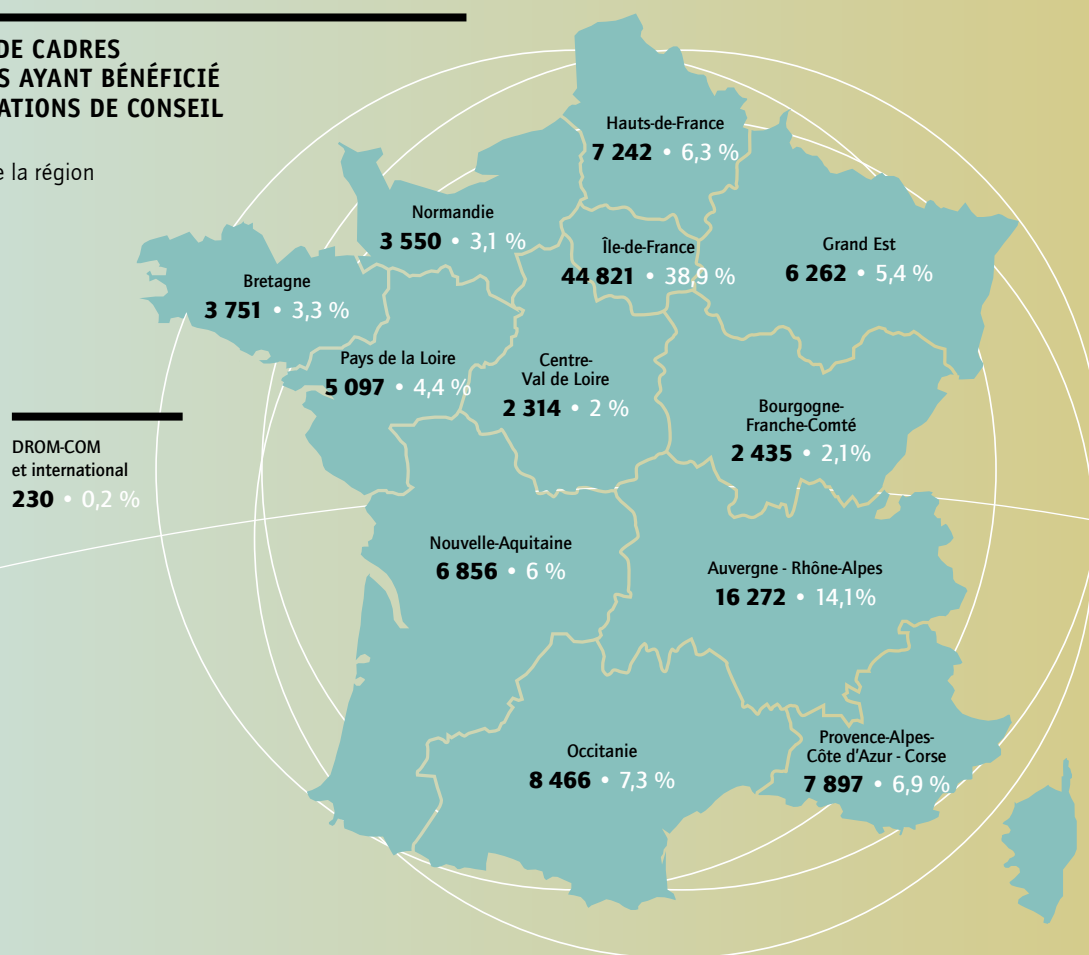 DE CADRES
S AYANT BÉNÉFICIÉ
ATIONS DE CONSEIL
e la région
Hauts-de-France
7 242 • 6,3 %
Normandie
3 550 • 3,1 %
Île-de-France
44 821 • 38,9 %
Grand Est
6 262 • 5,4 %
Bretagne
3 751 • 3,3 %
Pays de la Loire
5 097 • 4,4 %
Centre-
Val de Loire
2 314 • 2 %
Bourgogne-
Franche-Comté
2 435 • 2,1%
DROM-COM
et international
230 • 0,2 %
Nouvelle-Aquitaine
6 856 • 6 %
Auvergne - Rhône-Alpes
16 272 • 14,1%
Occitanie
8 466 • 7,3 %
Provence-Alpes-
Côte d'Azur - Corse
7 897 • 6,9 %